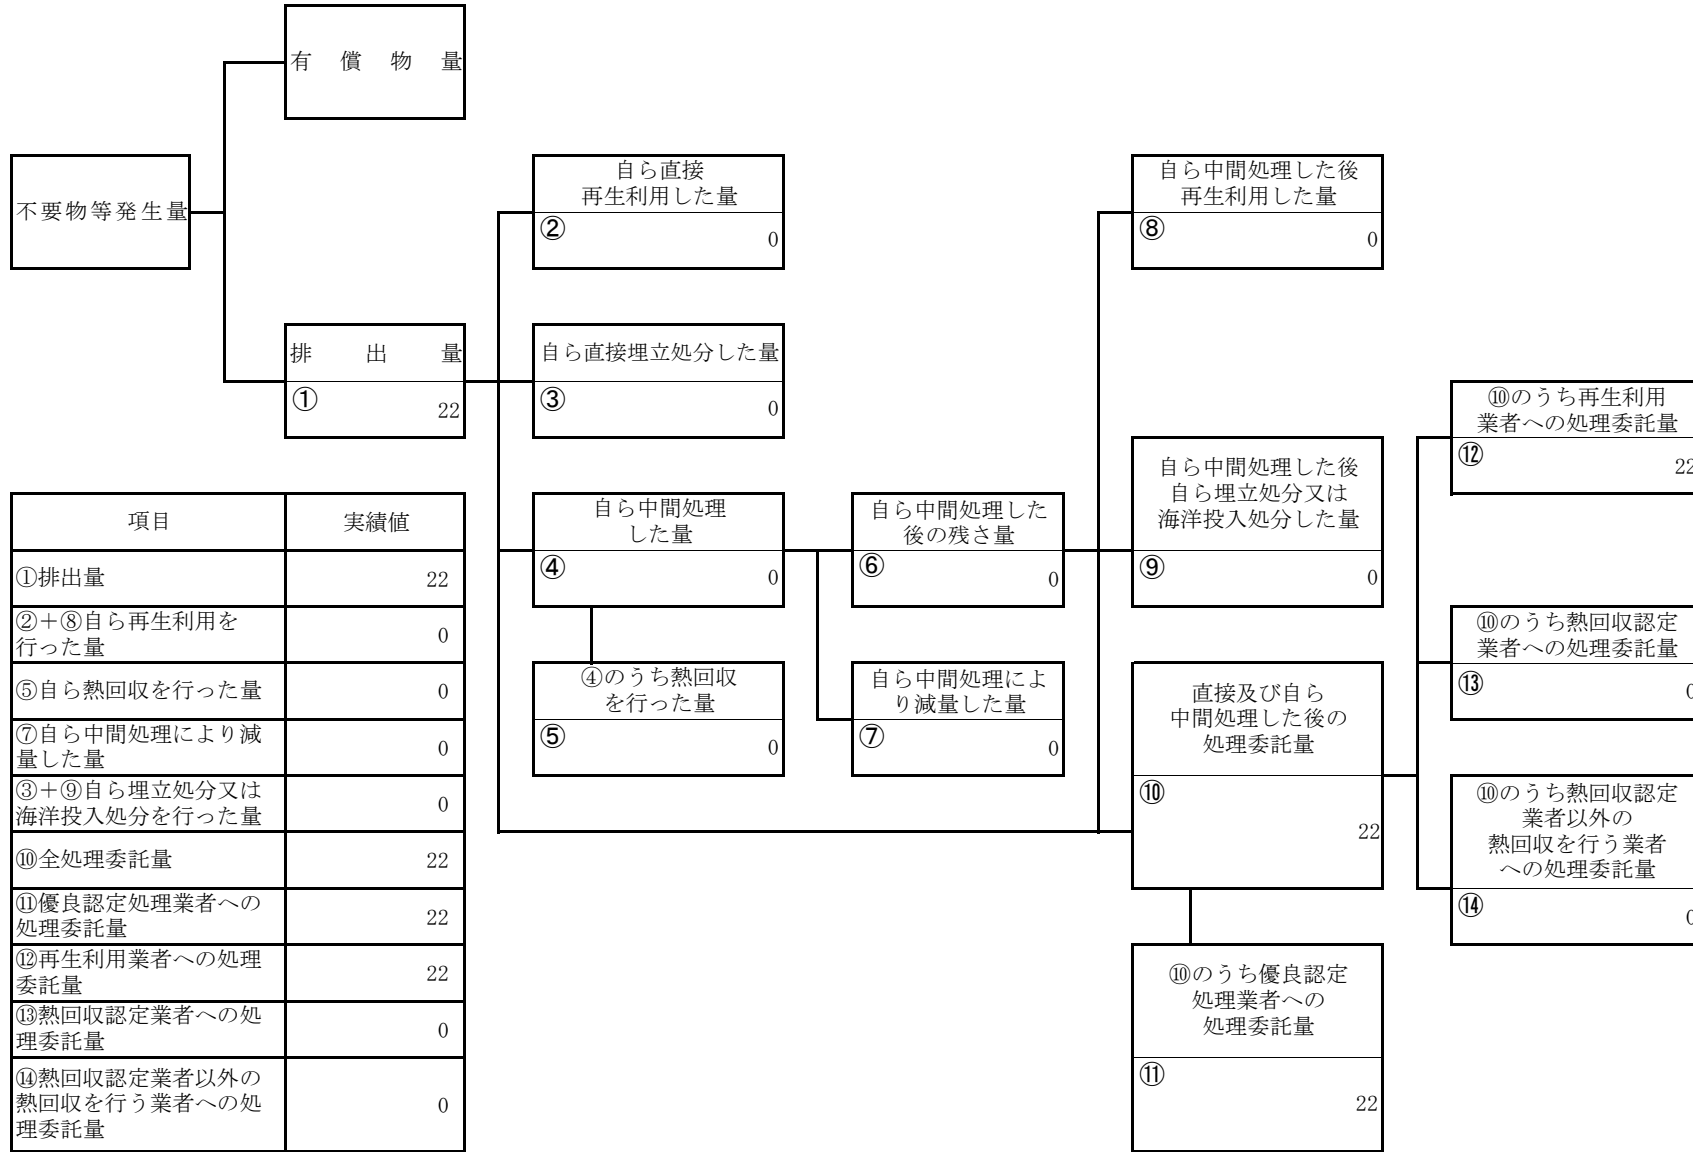 有償物量
不要物等発生量
自ら直接
再生利用した量
②
0
自ら中間処理した後
再生利用した量
⑧
0
排出量
①
22
自ら直接埋立処分した量
③
0
⑩のうち再生利用
業者への処理委託量
⑫
22
自ら中間処理
した量
④
0
自ら中間処理した
後の残さ量
⑥
0
自ら中間処理した後
自ら埋立処分又は
海洋投入処分した量
⑨
0
⑩のうち熱回収認定
業者への処理委託量
⑬
0
④のうち熱回収
を行った量
⑤
0
自ら中間処理によ
り減量した量
⑦
0
直接及び自ら
中間処理した後の
処理委託量
⑩
22
⑩のうち熱回収認定
業者以外の
熱回収を行う業者
への処理委託量
⑭
0
⑩のうち優良認定
処理業者への
処理委託量
⑪
22
項目 実績値
①排出量 22
②＋⑧自ら再生利用を
行った量 0
⑤自ら熱回収を行った量 0
⑦自ら中間処理により減
量した量 0
③＋⑨自ら埋立処分又は
海洋投入処分を行った量 0
⑩全処理委託量 22
⑪優良認定処理業者への
処理委託量 22
⑫再生利用業者への処理
委託量 22
⑬熱回収認定業者への処
理委託量 0
⑭熱回収認定業者以外の
熱回収を行う業者への処
理委託量 0